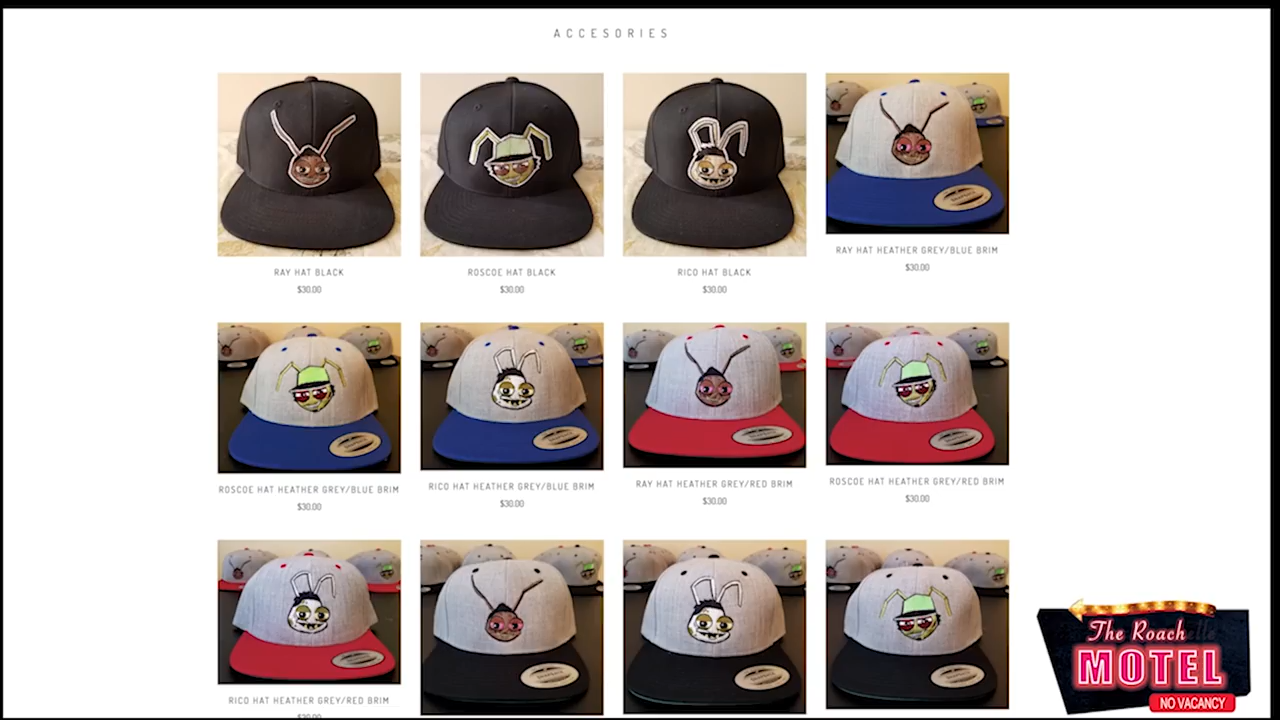 ACCESORIES
RAY HAT BLACK
$30.00
ROSCOE HAT BLACK
$30.00
RICO HAT BLACK
$30.00
RAY HAT HEATHER GREY/BLUE BRIM
$30.00
ROSCOE HAT HEATHER GREY/BLUE BRIM
$30.00
RICO HAT HEATHER GREY/BLUE BRIM
$30.00
RAY HAT HEATHER GREY/RED BRIM
$30.00
ROSCOE HAT HEATHER GREY/RED BRIM
$30.00
RICO HAT HEATHER GREY/RED BRIM
$30.00
The Roachette
MOTEL
NO VACANCY